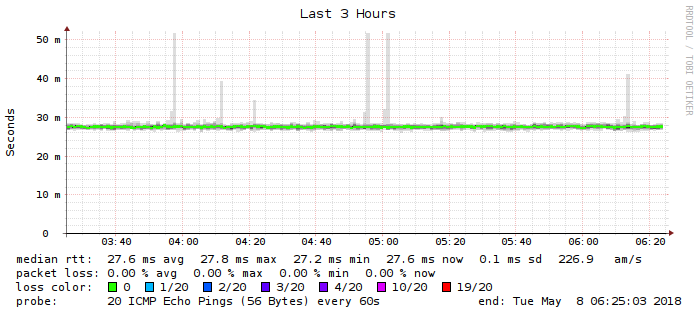 Last 3 Hours
RRDTOOL / TOBI OETIKER
Seconds
50 m
40 m
30 m
20 m
10 m
0
03:40 04:00 04:20 04:40 05:00 05:20 05:40 06:00 06:20
median rtt: 27.6 ms avg 27.8 ms max 27.2 ms min 27.6 ms now 0.1 ms sd 226.9 am/s
packet loss: 0.00 % avg 0.00 % max 0.00 % min 0.00 % now
loss color: 0 1/20 2/20 3/20 4/20 10/20 19/20
probe: 20 ICMP Echo Pings (56 Bytes) every 60s end: Tue May 8 06:25:03 2018